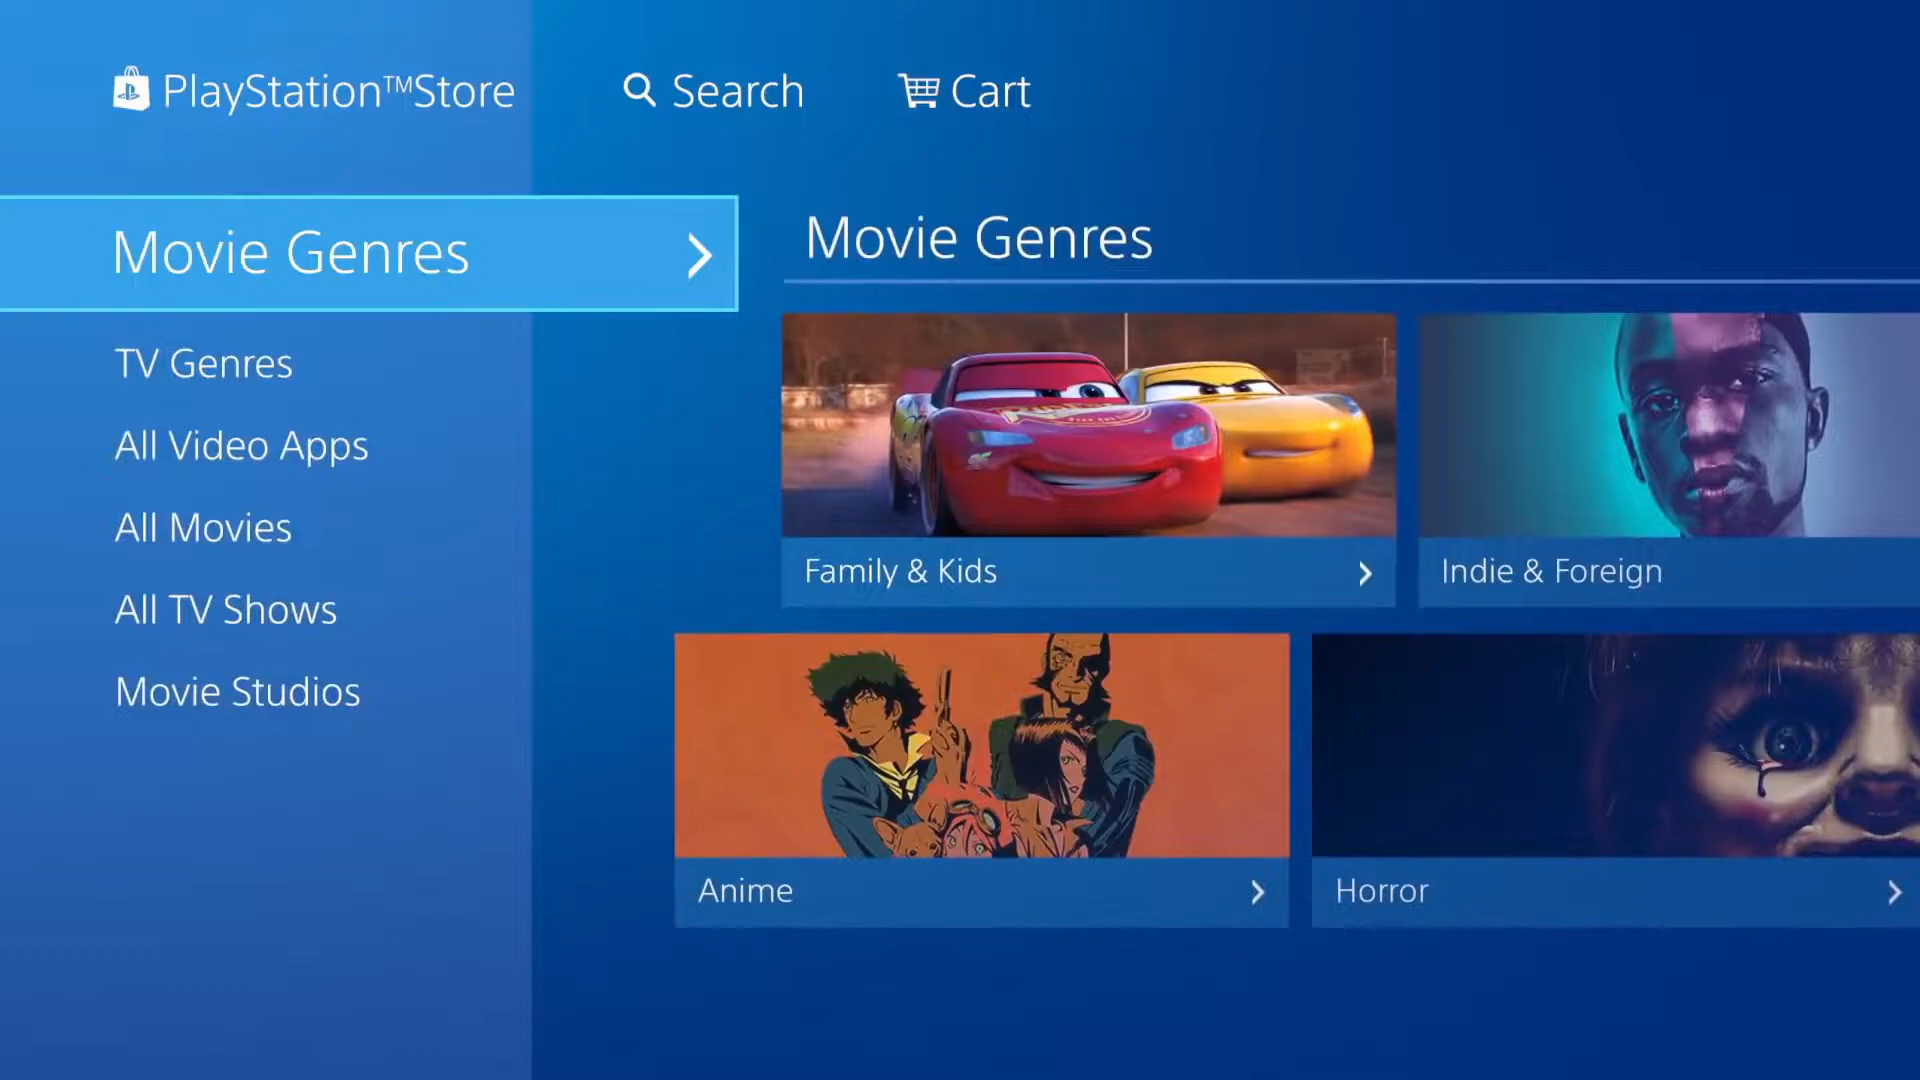 PlayStation™Store
Search
Cart
Movie Genres
TV Genres
All Video Apps
All Movies
All TV Shows
Movie Studios
Movie Genres
Family & Kids
Indie & Foreign
Anime
Horror